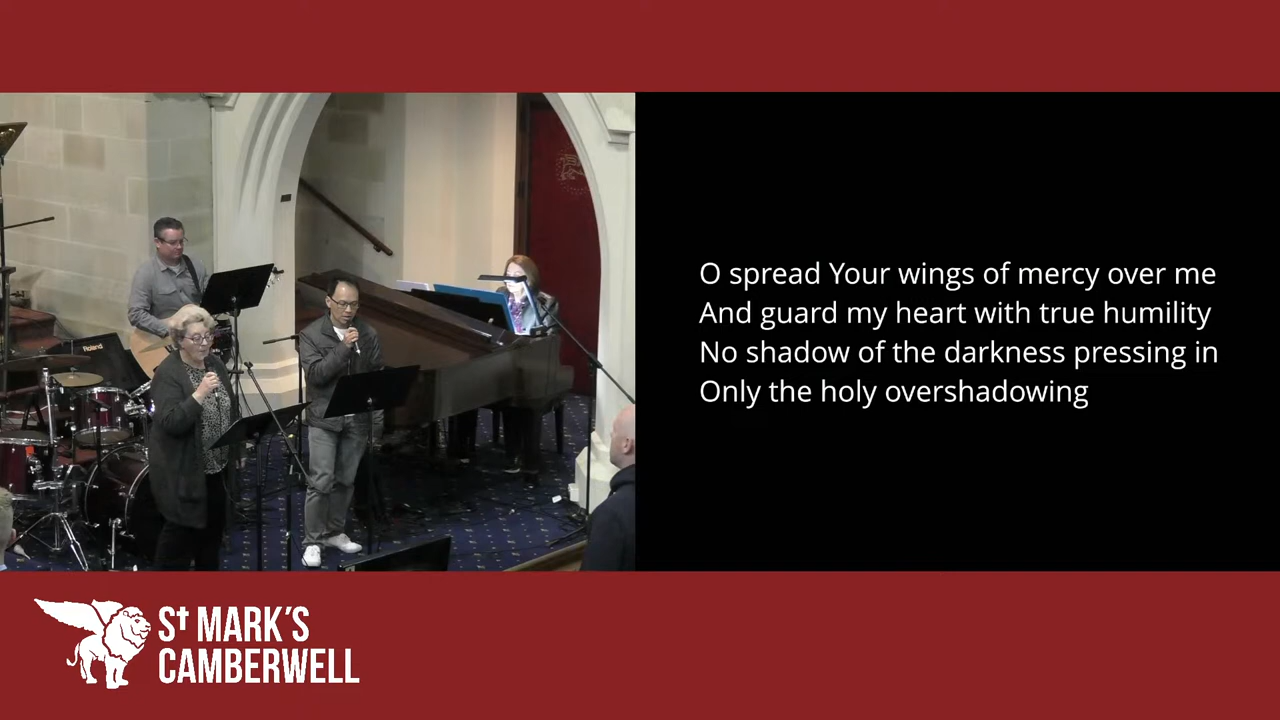 Roland
O spread Your wings of mercy over me
And guard my heart with true humility
No shadow of the darkness pressing in
Only the holy overshadowing
St MARK'S
CAMBERWELL